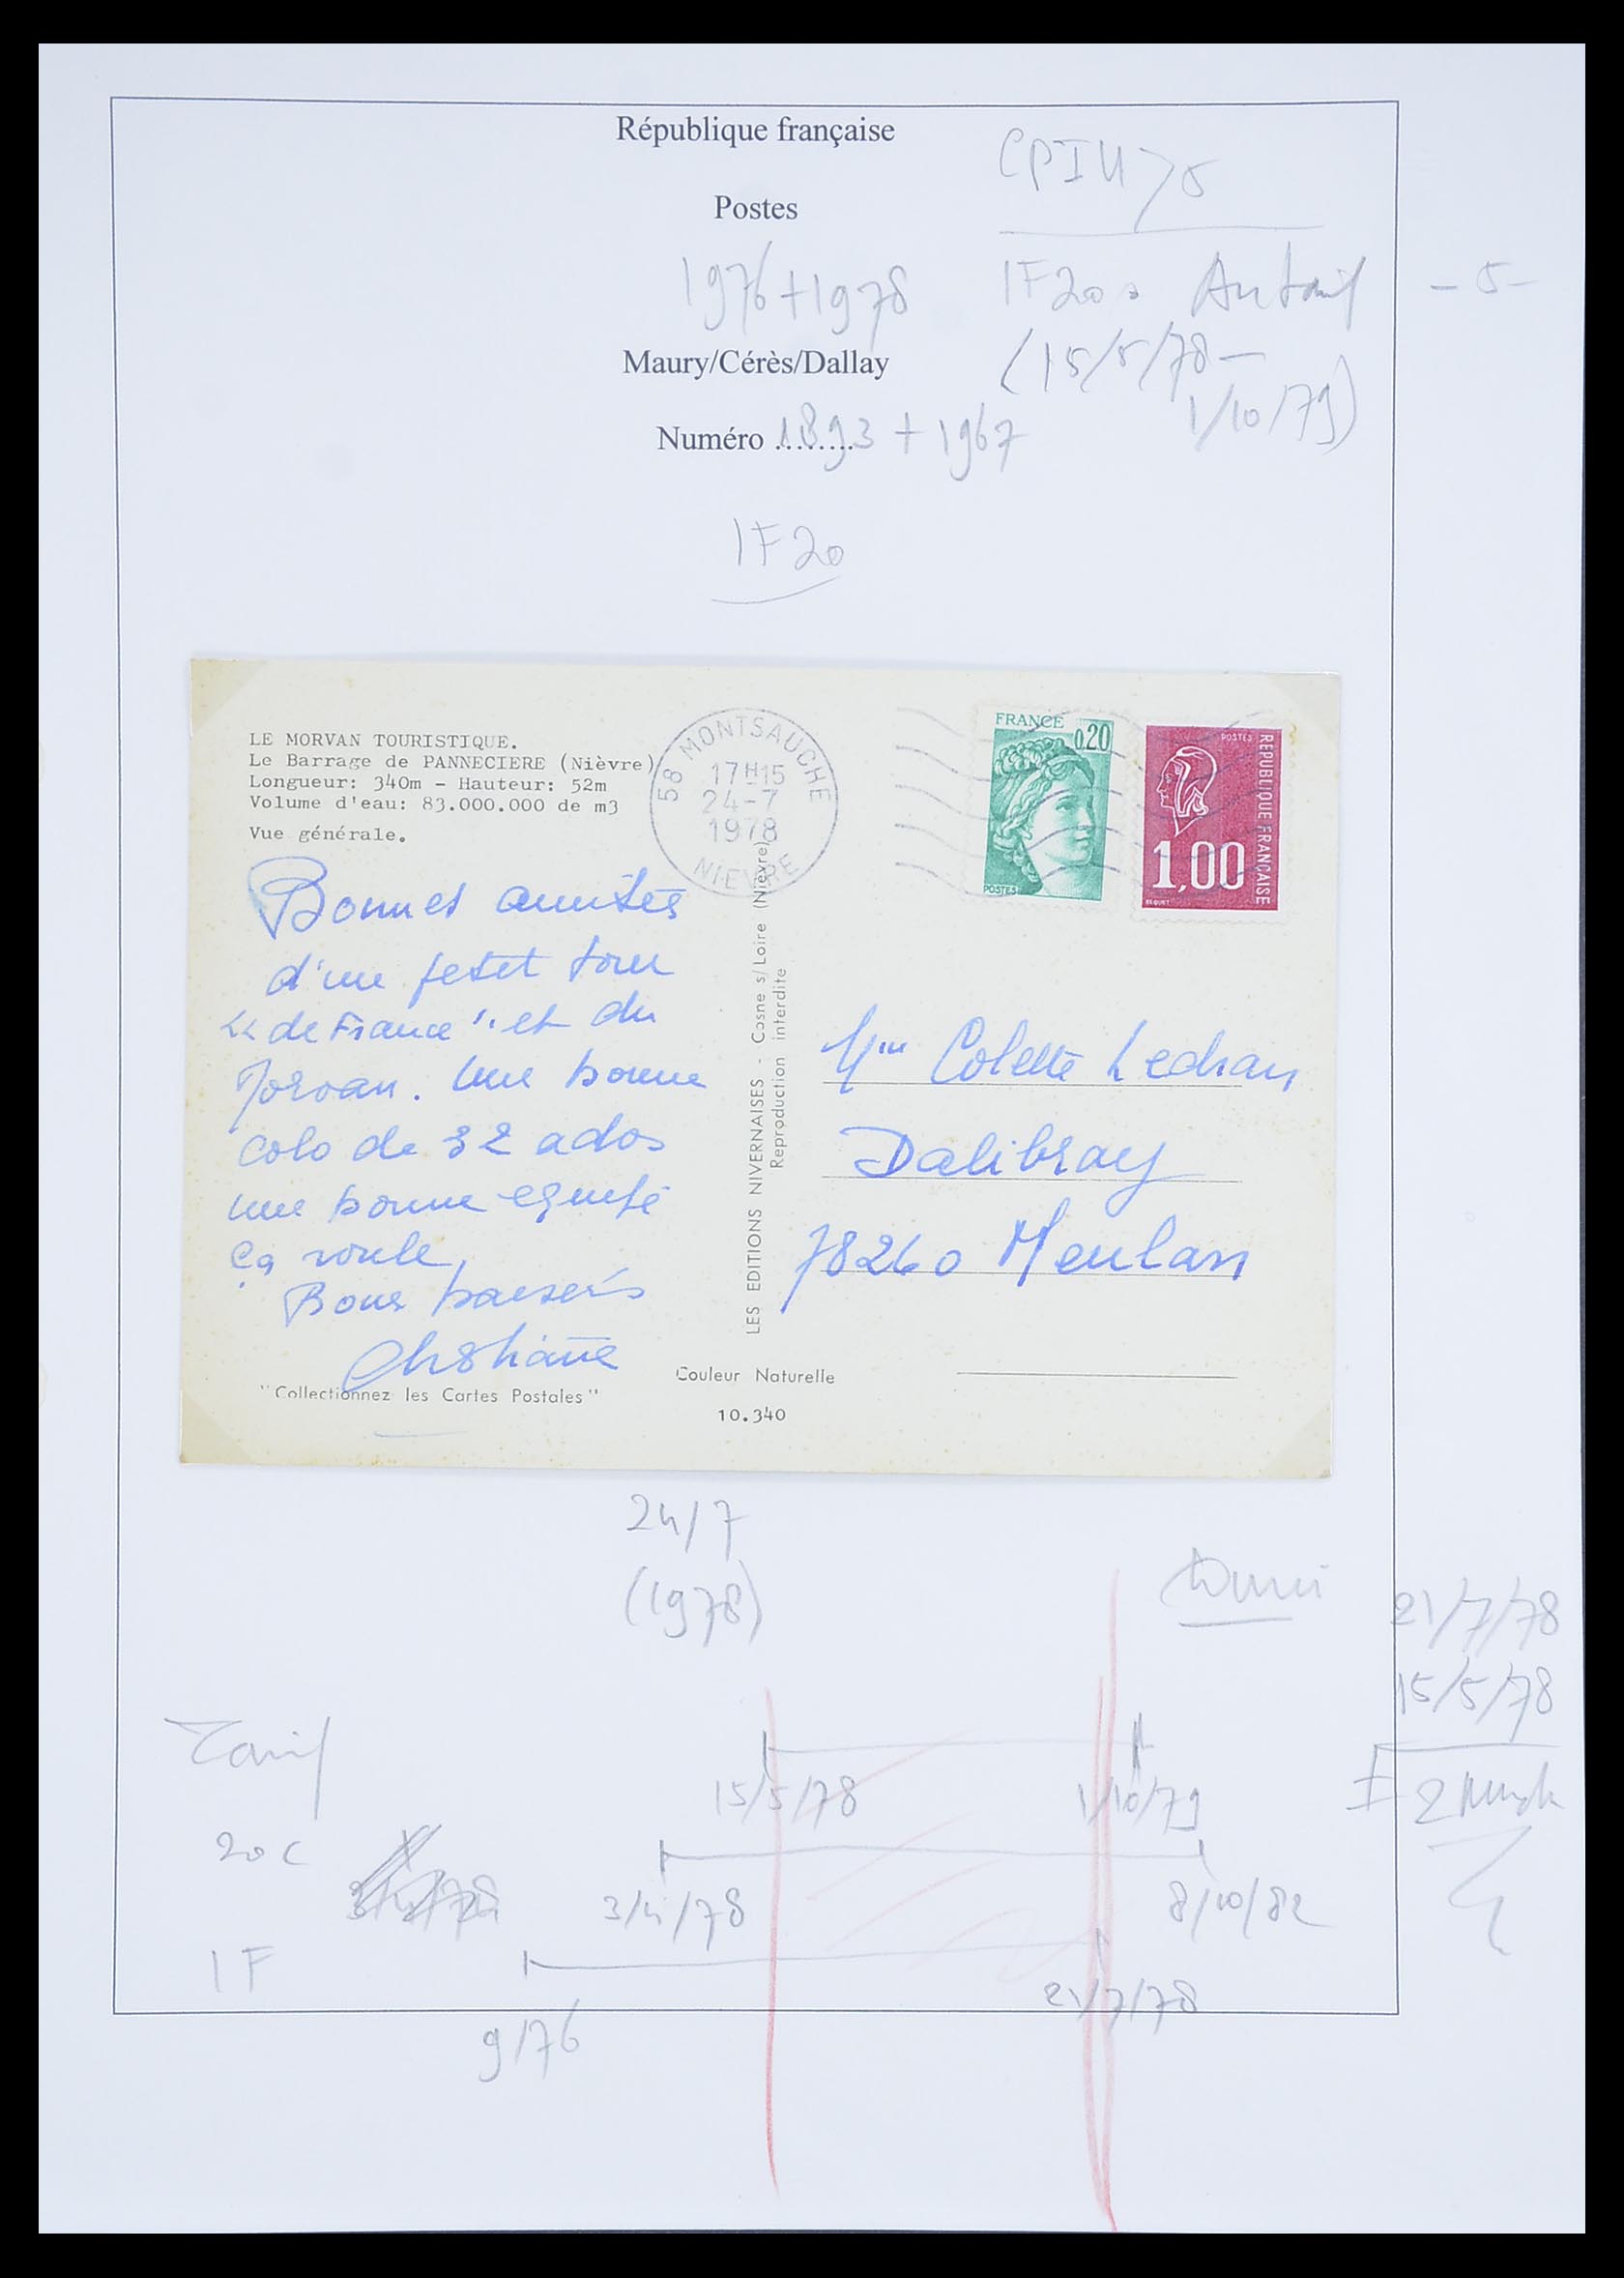 République française
Postes
1976+1978
Maury/Cérès/Dallay
Numéro ........ 1893 + 1967
1F20
1F20
- 5 -
(15/5/78 —
1/10/79)
LE MORVAN TOURISTIQUE.
Le Barrage de PANNECIERE (Nièvre)
Longueur: 340m - Hauteur: 52m
Volume d'eau: 83.000.000 de m3
Vue générale.
58 MONTSAUCHE
17H15
24-7
1978
NIEVRE
FRANCE
0,20
POSTES
POSTES
REPUBLIQUE FRANÇAISE
1,00
BEQUET
Bonnes amitiés
d'un petit tour
"de France" et du
Morvan. Une bonne
colo de 32 ados
une bonne equipe
ça roule,
Bons baisers
Christiane
LES EDITIONS NIVERNAISES - Cosne s/Loire (Nièvre)
Reproduction interdite
Colette
Dalibray
78260 Meulan
"Collectionnez les Cartes Postales"
Couleur Naturelle
10.340
24/7
(1978)
21/7/78
15/5/78
Tarif
15/5/78
1/10/79
20 c
3/4/78
8/10/82
1F
9/76
21/7/78